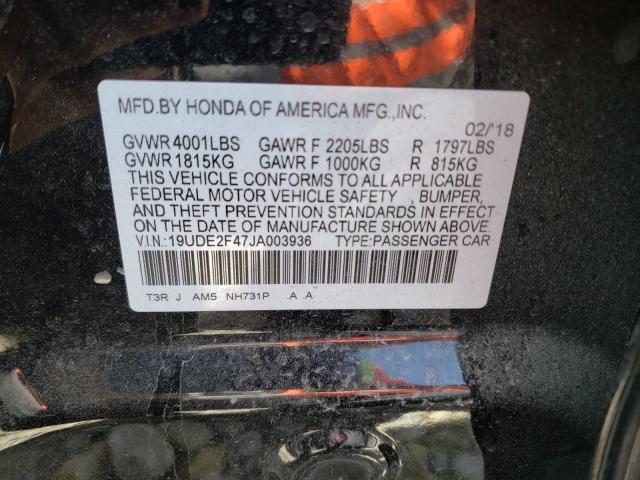 MFD.BY HONDA OF AMERICA MFG.,INC.
02/'18
GVWR 4001LBS GAWR F 2205LBS R 1797LBS
GVWR 1815KG GAWR F 1000KG R 815KG
THIS VEHICLE CONFORMS TO ALL APPLICABLE
FEDERAL MOTOR VEHICLE SAFETY , BUMPER,
AND THEFT PREVENTION STANDARDS IN EFFECT
ON THE DATE OF MANUFACTURE SHOWN ABOVE.
V.I.N.:19UDE2F47JA003936 TYPE:PASSENGER CAR
T3R J AM5 NH731P .A .A